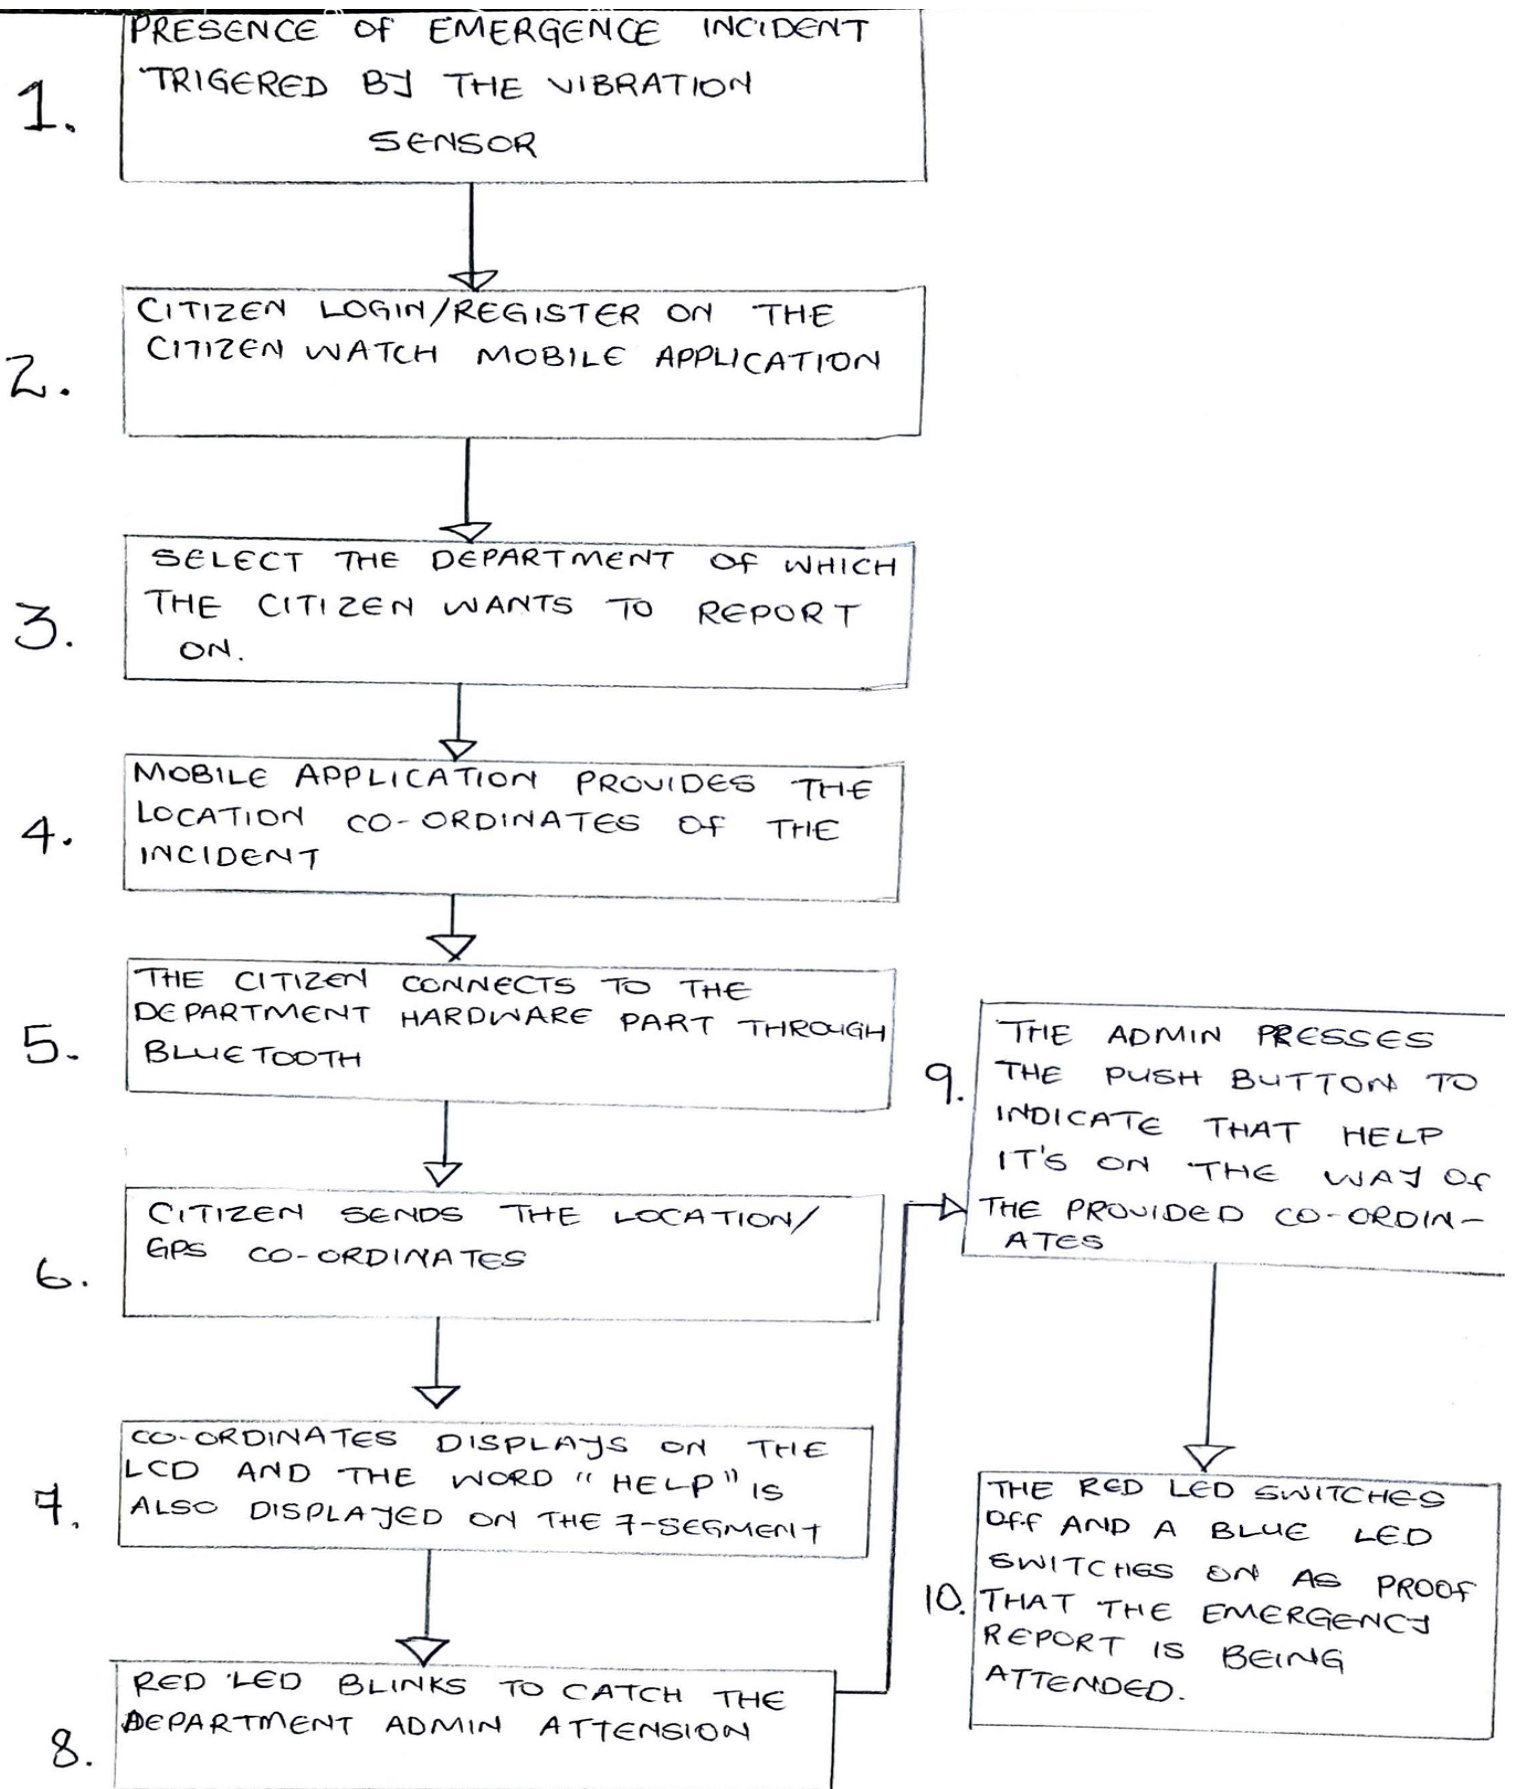 1.
PRESENCE OF EMERGENCE INCIDENT
TRIGERED BY THE VIBRATION
SENSOR
2.
CITIZEN LOGIN/REGISTER ON THE
CITIZEN WATCH MOBILE APPLICATION
3.
SELECT THE DEPARTMENT OF WHICH
THE CITIZEN WANTS TO REPORT
ON.
4.
MOBILE APPLICATION PROVIDES THE
LOCATION CO-ORDINATES OF THE
INCIDENT
5.
THE CITIZEN CONNECTS TO THE
DEPARTMENT HARDWARE PART THROUGH
BLUETOOTH
6.
CITIZEN SENDS THE LOCATION/
GPS CO-ORDINATES
7.
CO-ORDINATES DISPLAYS ON THE
LCD AND THE WORD "HELP" IS
ALSO DISPLAYED ON THE 7-SEGMENT
8.
RED LED BLINKS TO CATCH THE
DEPARTMENT ADMIN ATTENSION
9.
THE ADMIN PRESSES
THE PUSH BUTTON TO
INDICATE THAT HELP
IT'S ON THE WAY OF
THE PROVIDED CO-ORDIN-
ATES
10.
THE RED LED SWITCHES
OFF AND A BLUE LED
SWITCHES ON AS PROOF
THAT THE EMERGENCY
REPORT IS BEING
ATTENDED.